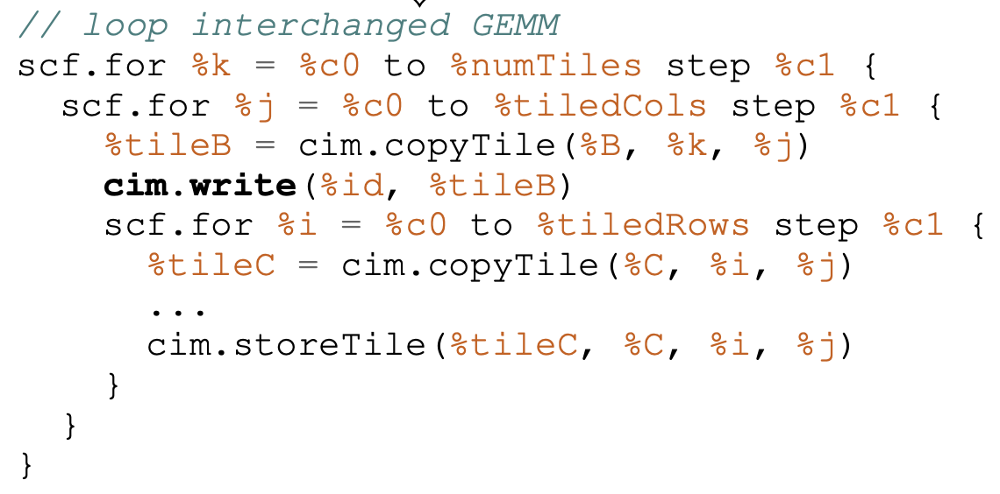 // loop interchanged GEMM
scf.for %k = %c0 to %numTiles step %c1 {
  scf.for %j = %c0 to %tiledCols step %c1 {
    %tileB = cim.copyTile(%B, %k, %j)
    cim.write(%id, %tileB)
    scf.for %i = %c0 to %tiledRows step %c1 {
      %tileC = cim.copyTile(%C, %i, %j)
      ...
      cim.storeTile(%tileC, %C, %i, %j)
    }
  }
}